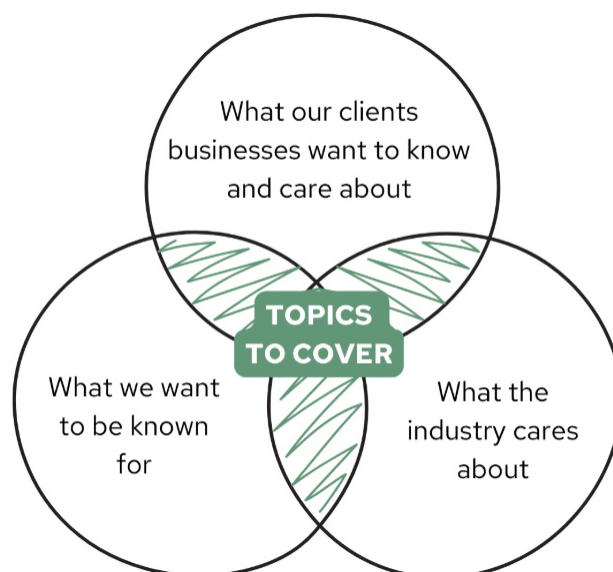 What our clients
businesses want to know
and care about
TOPICS
TO COVER
What we want
to be known
for
What the
industry cares
about